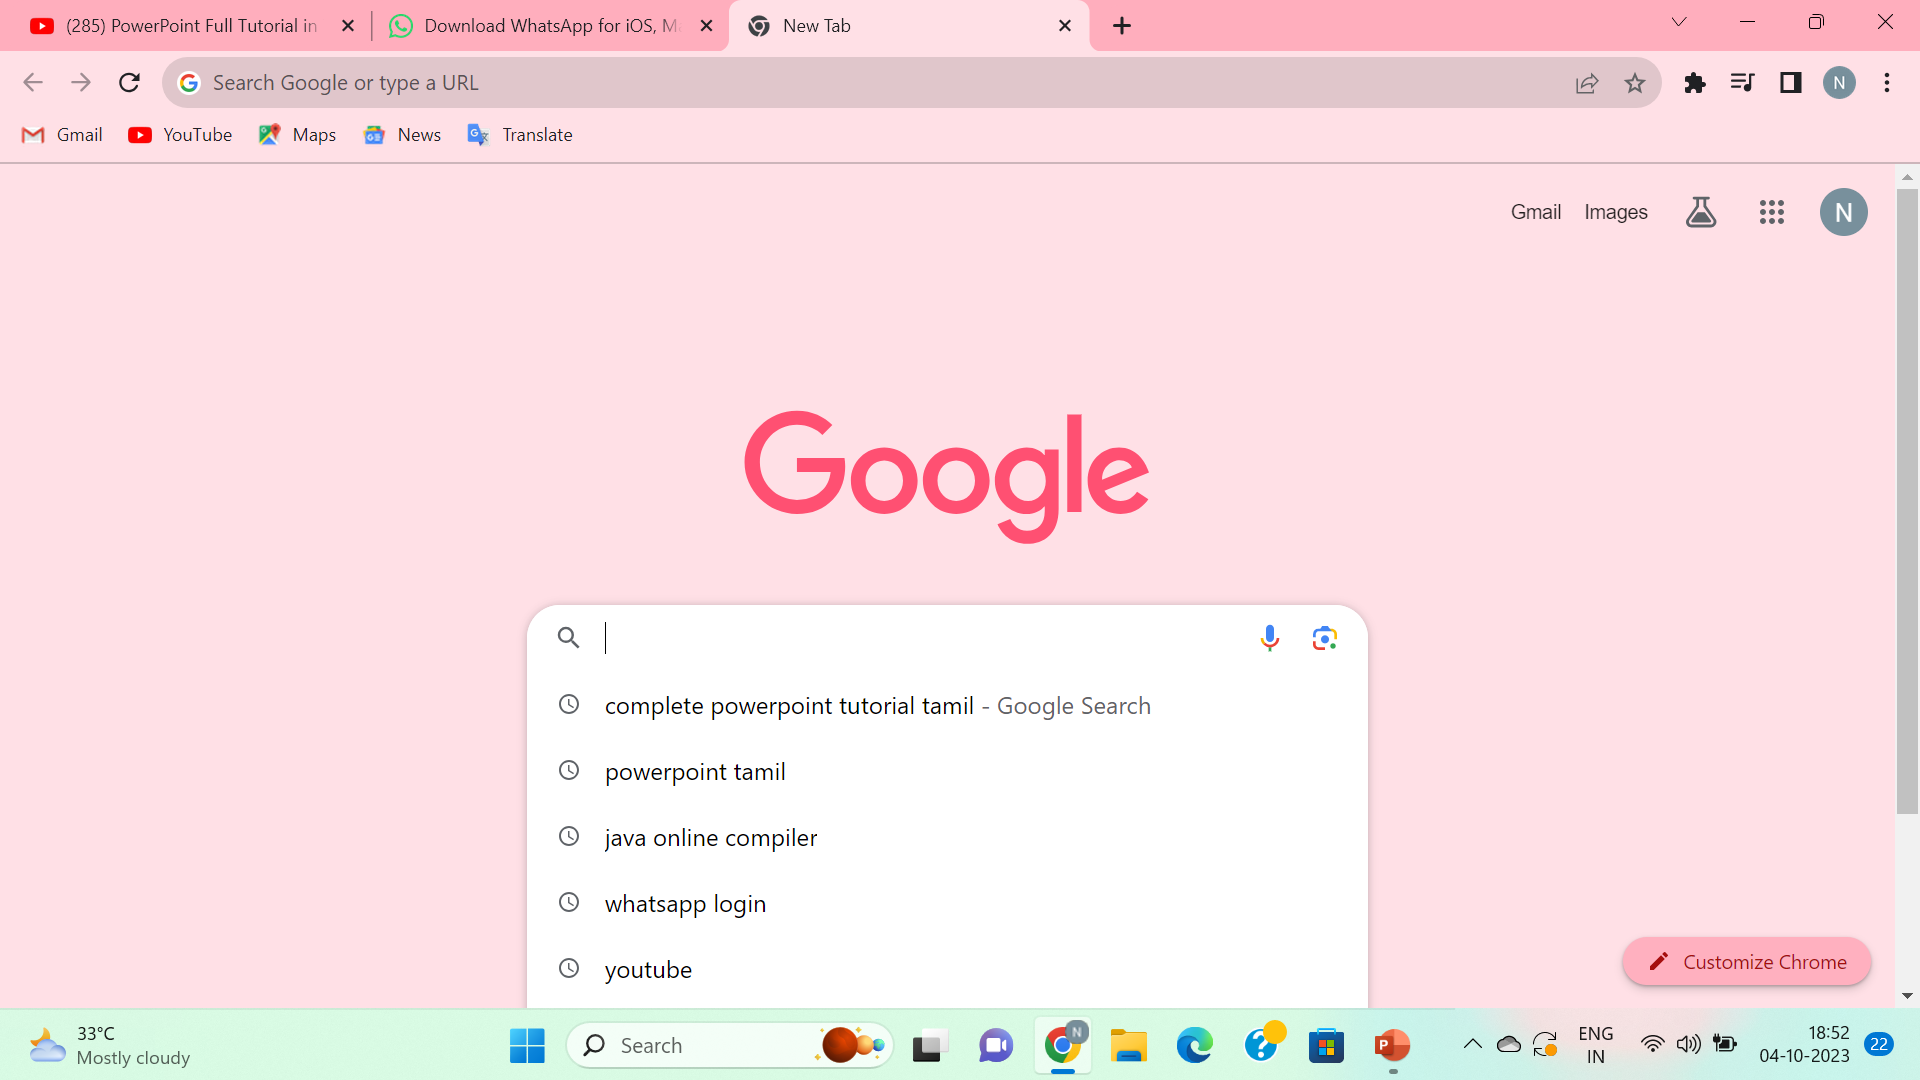 (285) PowerPoint Full Tutorial in
Download WhatsApp for iOS, Ma
New Tab
Search Google or type a URL
N
Gmail
YouTube
Maps
News
Translate
Gmail
Images
N
Google
complete powerpoint tutorial tamil - Google Search
powerpoint tamil
java online compiler
whatsapp login
youtube
Customize Chrome
33°C
Mostly cloudy
Search
N
P
ENG
IN
18:52
04-10-2023
22